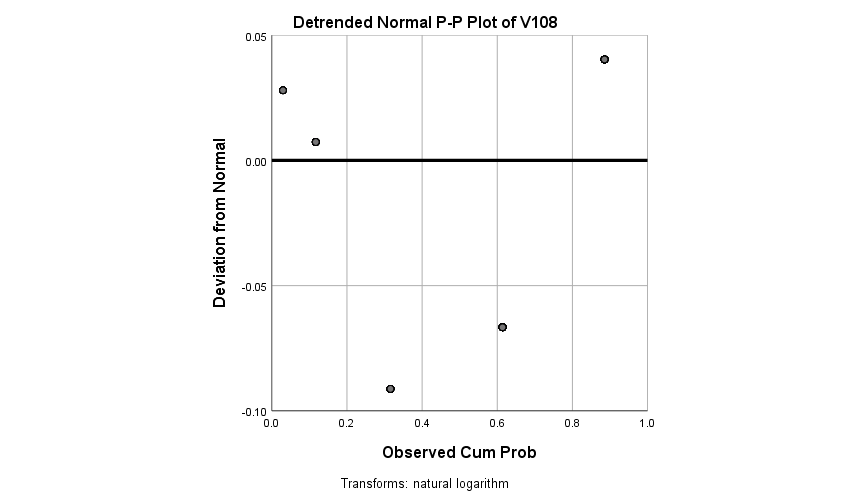 Detrended Normal P-P Plot of V108
0.05
0.00
-0.05
-0.10
Deviation from Normal
0.0 0.2 0.4 0.6 0.8 1.0
Observed Cum Prob
Transforms: natural logarithm